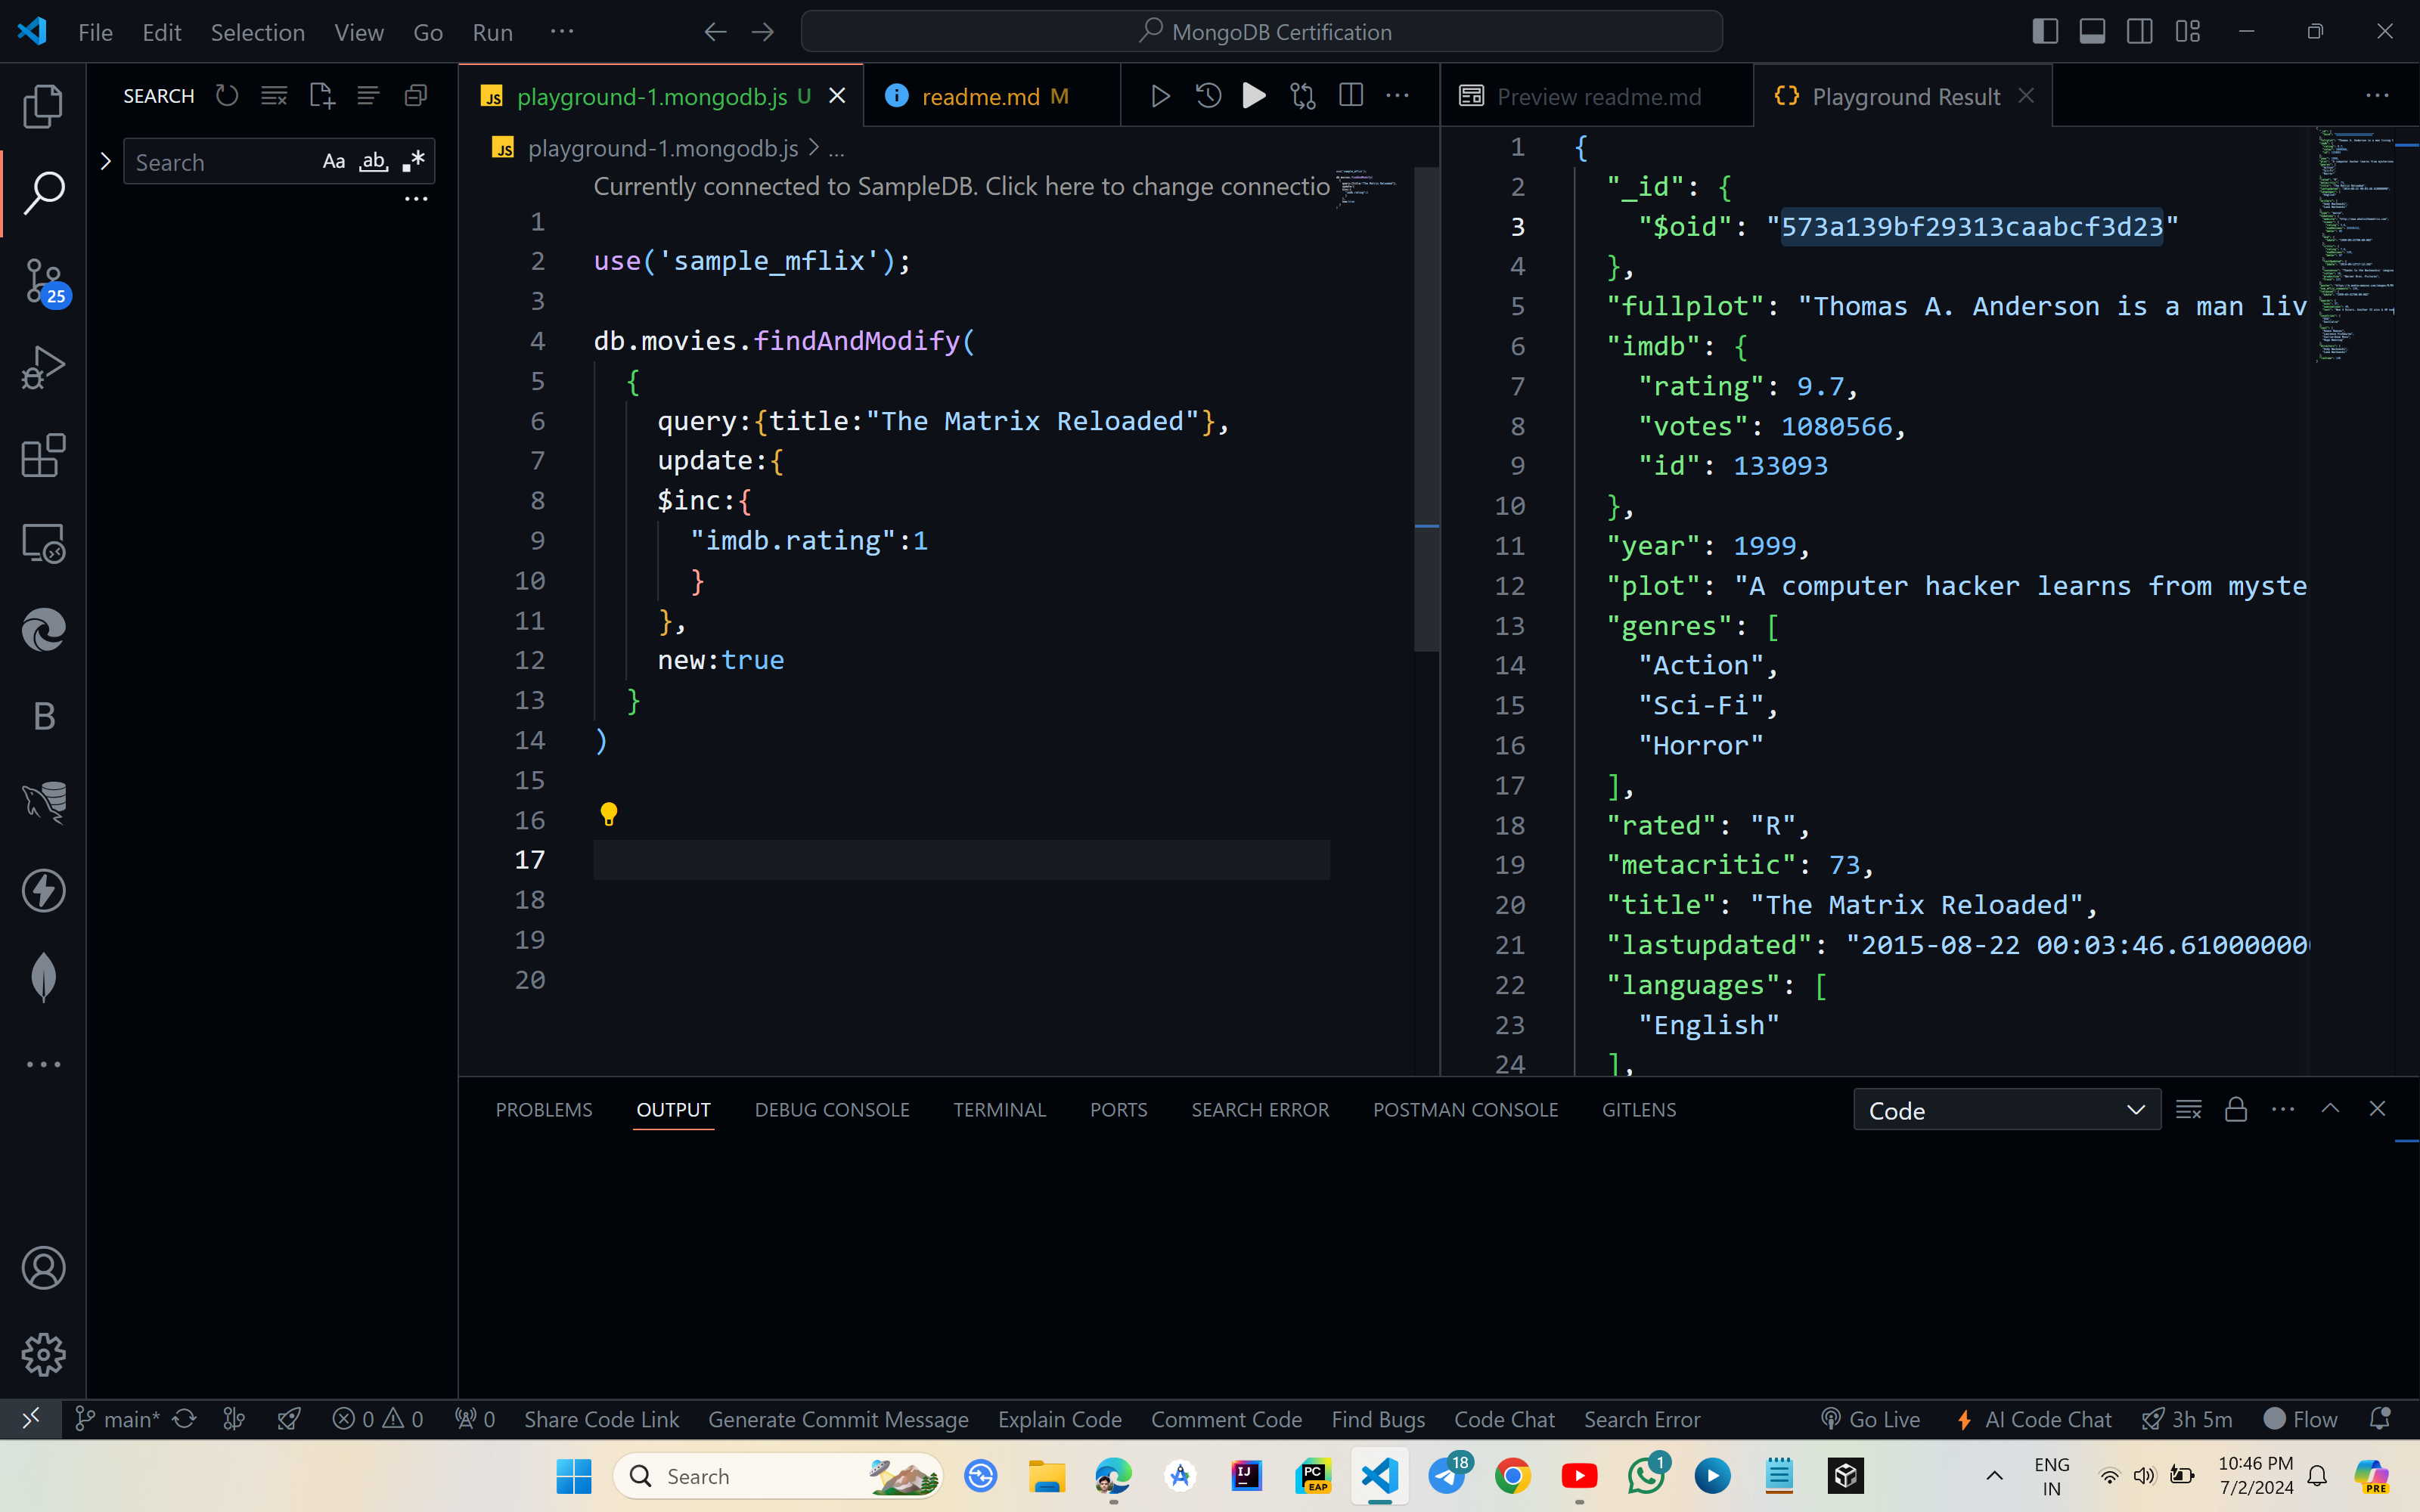 File Edit Selection View Go Run ···
MongoDB Certification
SEARCH
Search Aa ab
25
B
JS playground-1.mongodb.js U
readme.md M
Preview readme.md
{} Playground Result
JS playground-1.mongodb.js > ...
Currently connected to SampleDB. Click here to change connectio
1
2 use('sample_mflix');
3
4 db.movies.findAndModify(
5 {
6 query:{title:"The Matrix Reloaded"},
7 update:{
8 $inc:{
9 "imdb.rating":1
10 }
11 },
12 new:true
13 }
14 )
15
16
17
18
19
20
1 {
2 "_id": {
3 "$oid": "573a139bf29313caabcf3d23"
4 },
5 "fullplot": "Thomas A. Anderson is a man liv
6 "imdb": {
7 "rating": 9.7,
8 "votes": 1080566,
9 "id": 133093
10 },
11 "year": 1999,
12 "plot": "A computer hacker learns from myste
13 "genres": [
14 "Action",
15 "Sci-Fi",
16 "Horror"
17 ],
18 "rated": "R",
19 "metacritic": 73,
20 "title": "The Matrix Reloaded",
21 "lastupdated": "2015-08-22 00:03:46.61000000
22 "languages": [
23 "English"
24 ],
PROBLEMS OUTPUT DEBUG CONSOLE TERMINAL PORTS SEARCH ERROR POSTMAN CONSOLE GITLENS
Code
main* 0 0 0 Share Code Link Generate Commit Message Explain Code Comment Code Find Bugs Code Chat Search Error Go Live AI Code Chat 3h 5m Flow
Search
IJ
PC
EAP
18
1
ENG
IN
10:46 PM
7/2/2024
PRE